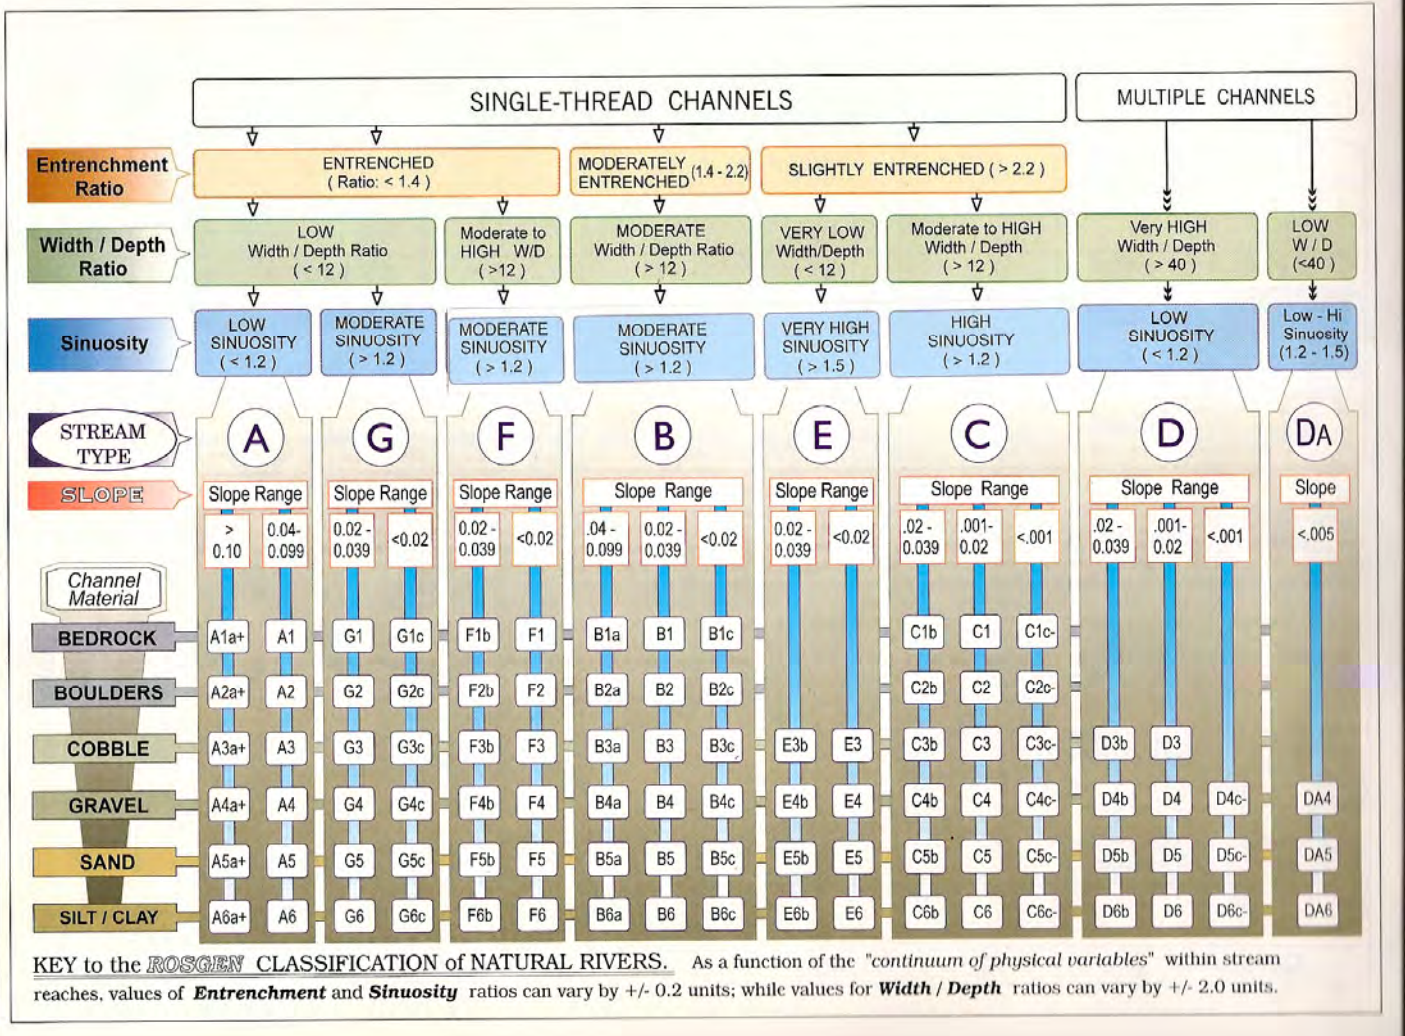 SINGLE-THREAD CHANNELS
MULTIPLE CHANNELS
Entrenchment
Ratio
ENTRENCHED
( Ratio: < 1.4 )
MODERATELY
ENTRENCHED (1.4 - 2.2)
SLIGHTLY ENTRENCHED ( > 2.2 )
Width / Depth
Ratio
LOW
Width / Depth Ratio
( < 12 )
Moderate to
HIGH W/D
( >12 )
MODERATE
Width / Depth Ratio
( > 12 )
VERY LOW
Width/Depth
( < 12 )
Moderate to HIGH
Width / Depth
( > 12 )
Very HIGH
Width / Depth
( > 40 )
LOW
W / D
(<40 )
Sinuosity
LOW
SINUOSITY
( < 1.2 )
MODERATE
SINUOSITY
( > 1.2 )
MODERATE
SINUOSITY
( > 1.2 )
MODERATE
SINUOSITY
( > 1.2 )
VERY HIGH
SINUOSITY
( > 1.5 )
HIGH
SINUOSITY
( > 1.2 )
LOW
SINUOSITY
( < 1.2 )
Low - Hi
Sinuosity
(1.2 - 1.5)
STREAM
TYPE
A G F B E C D DA
SLOPE
Slope Range Slope Range Slope Range Slope Range Slope Range Slope Range Slope Range Slope
>
0.10
0.04-
0.099
0.02 -
0.039
<0.02
0.02 -
0.039
<0.02
.04 -
0.099
0.02 -
0.039
<0.02
0.02 -
0.039
<0.02
.02 -
0.039
.001-
0.02
<.001
.02 -
0.039
.001-
0.02
<.001
<.005
Channel
Material
BEDROCK A1a+ A1 G1 G1c F1b F1 B1a B1 B1c C1b C1 C1c-
BOULDERS A2a+ A2 G2 G2c F2b F2 B2a B2 B2c C2b C2 C2c-
COBBLE A3a+ A3 G3 G3c F3b F3 B3a B3 B3c E3b E3 C3b C3 C3c- D3b D3
GRAVEL A4a+ A4 G4 G4c F4b F4 B4a B4 B4c E4b E4 C4b C4 C4c- D4b D4 D4c- DA4
SAND A5a+ A5 G5 G5c F5b F5 B5a B5 B5c E5b E5 C5b C5 C5c- D5b D5 D5c- DA5
SILT / CLAY A6a+ A6 G6 G6c F6b F6 B6a B6 B6c E6b E6 C6b C6 C6c- D6b D6 D6c- DA6
KEY to the ROSGEN CLASSIFICATION of NATURAL RIVERS. As a function of the "continuum of physical variables" within stream
reaches, values of Entrenchment and Sinuosity ratios can vary by +/- 0.2 units; while values for Width / Depth ratios can vary by +/- 2.0 units.